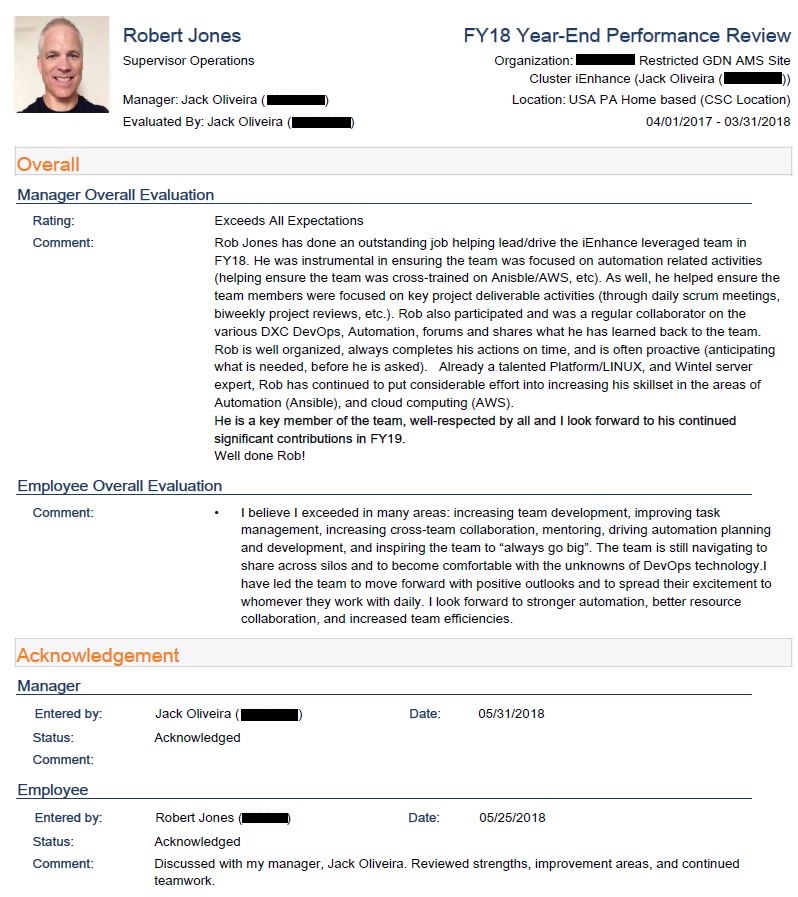 Robert Jones
FY18 Year-End Performance Review
Supervisor Operations
Organization: Restricted GDN AMS Site
Cluster iEnhance (Jack Oliveira ( ))
Manager: Jack Oliveira ( )
Location: USA PA Home based (CSC Location)
Evaluated By: Jack Oliveira ( )
04/01/2017 - 03/31/2018
Overall
Manager Overall Evaluation
Rating: Exceeds All Expectations
Comment: Rob Jones has done an outstanding job helping lead/drive the iEnhance leveraged team in
FY18. He was instrumental in ensuring the team was focused on automation related activities
(helping ensure the team was cross-trained on Anisble/AWS, etc). As well, he helped ensure the
team members were focused on key project deliverable activities (through daily scrum meetings,
biweekly project reviews, etc.). Rob also participated and was a regular collaborator on the
various DXC DevOps, Automation, forums and shares what he has learned back to the team.
Rob is well organized, always completes his actions on time, and is often proactive (anticipating
what is needed, before he is asked). Already a talented Platform/LINUX, and Wintel server
expert, Rob has continued to put considerable effort into increasing his skillset in the areas of
Automation (Ansible), and cloud computing (AWS).
He is a key member of the team, well-respected by all and I look forward to his continued
significant contributions in FY19.
Well done Rob!
Employee Overall Evaluation
Comment: • I believe I exceeded in many areas: increasing team development, improving task
management, increasing cross-team collaboration, mentoring, driving automation planning
and development, and inspiring the team to “always go big”. The team is still navigating to
share across silos and to become comfortable with the unknowns of DevOps technology.I
have led the team to move forward with positive outlooks and to spread their excitement to
whomever they work with daily. I look forward to stronger automation, better resource
collaboration, and increased team efficiencies.
Acknowledgement
Manager
Entered by: Jack Oliveira ( ) Date: 05/31/2018
Status: Acknowledged
Comment:
Employee
Entered by: Robert Jones ( ) Date: 05/25/2018
Status: Acknowledged
Comment: Discussed with my manager, Jack Oliveira. Reviewed strengths, improvement areas, and continued
teamwork.